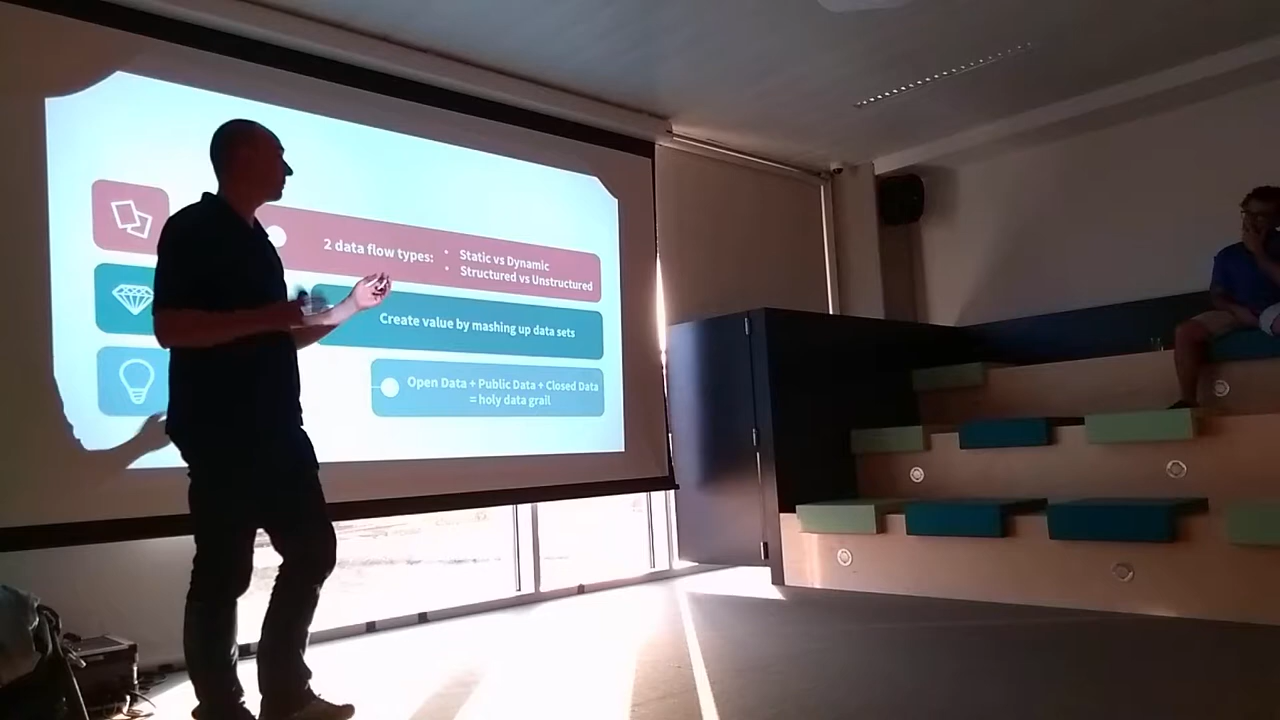 2 data flow types:
• Static vs Dynamic
• Structured vs Unstructured
Create value by mashing up data sets
Open Data + Public Data + Closed Data
= holy data grail